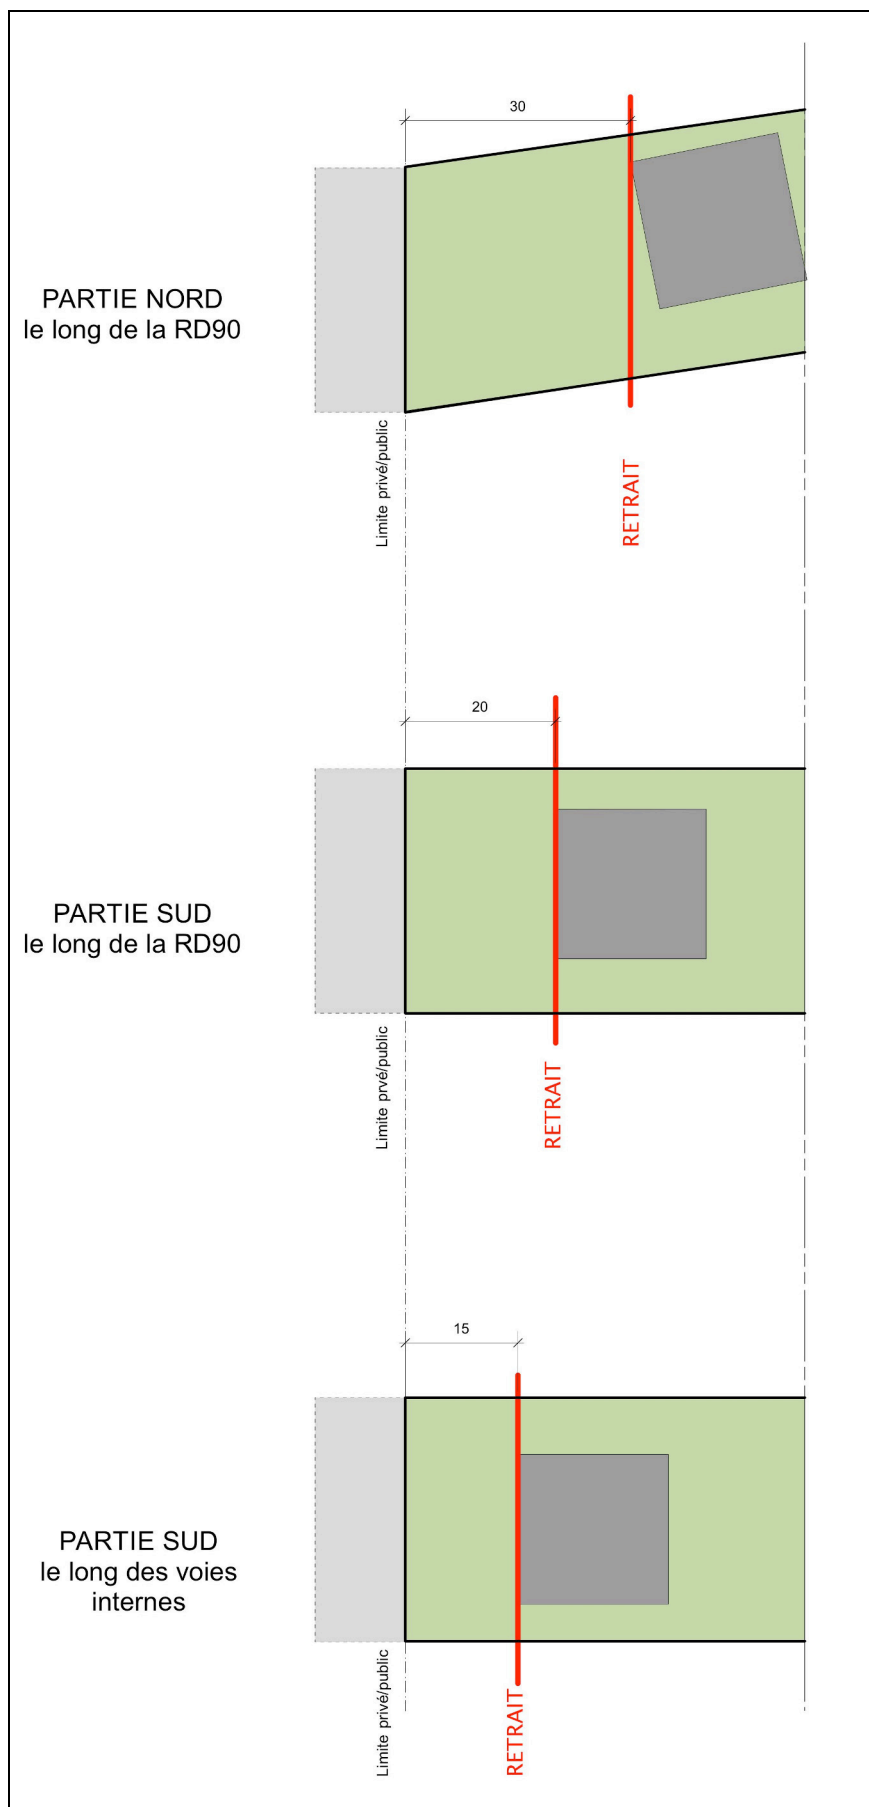 30
PARTIE NORD
le long de la RD90
Limite privé/public
RETRAIT
20
PARTIE SUD
le long de la RD90
Limite prvé/public
RETRAIT
15
PARTIE SUD
le long des voies
internes
Limite privé/public
RETRAIT